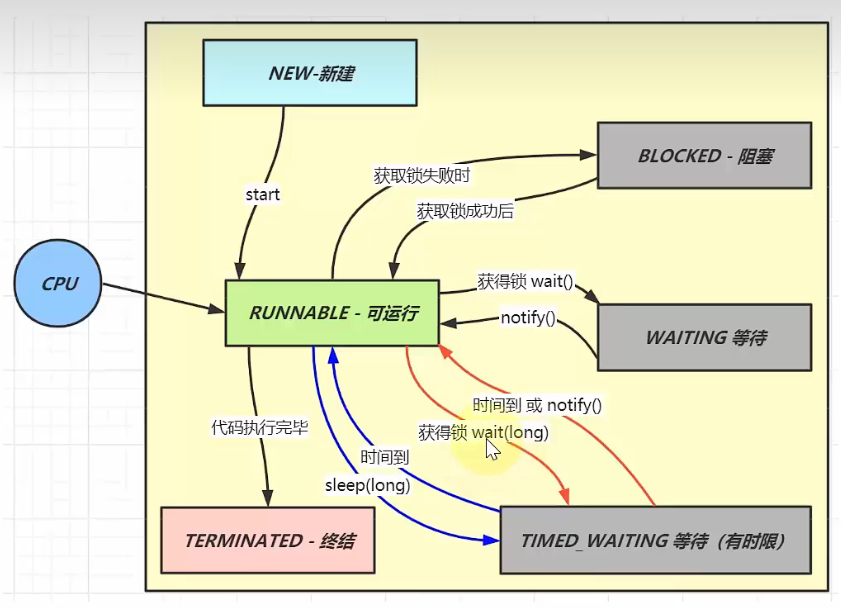 NEW-新建
BLOCKED - 阻塞
获取锁失败时
start
获取锁成功后
CPU
获得锁 wait()
RUNNABLE - 可运行
notify()
WAITING 等待
时间到 或 notify()
代码执行完毕
获得锁 wait(long)
时间到
sleep(long)
TERMINATED - 终结
TIMED_WAITING 等待（有时限）